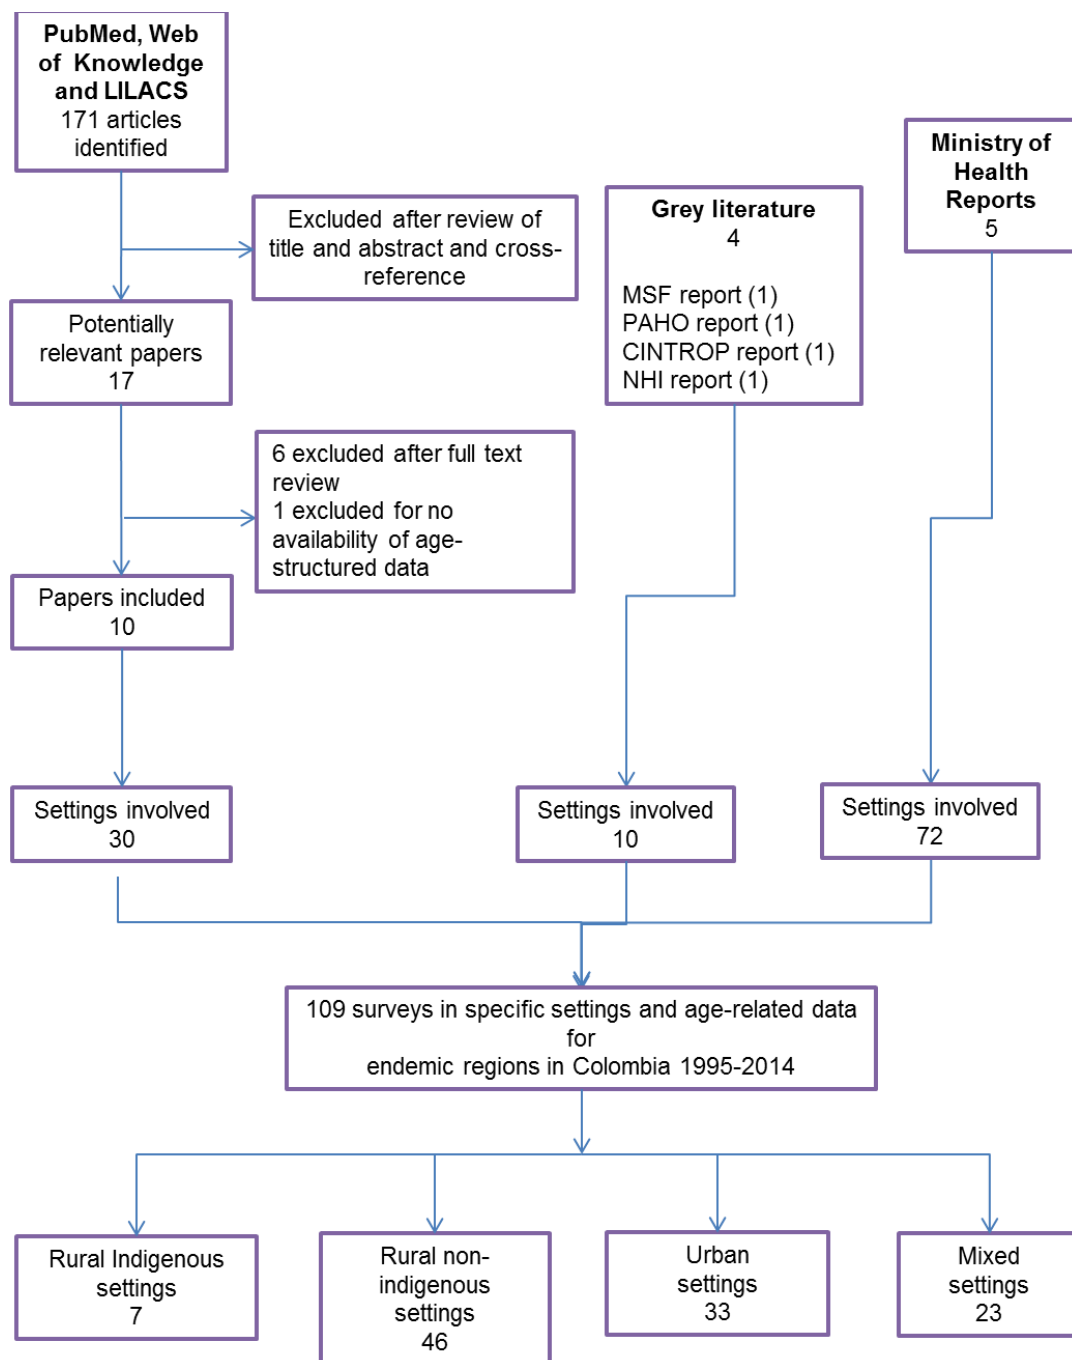 PubMed, Web
of Knowledge
and LILACS
171 articles
identified
Excluded after review of
title and abstract and cross-
reference
Potentially
relevant papers
17
6 excluded after full text
review
1 excluded for no
availability of age-
structured data
Papers included
10
Settings involved
30
Grey literature
4
MSF report (1)
PAHO report (1)
CINTROP report (1)
NHI report (1)
Settings involved
10
Ministry of
Health
Reports
5
Settings involved
72
109 surveys in specific settings and age-related data
for
endemic regions in Colombia 1995-2014
Rural Indigenous
settings
7
Rural non-
indigenous
settings
46
Urban
settings
33
Mixed
settings
23